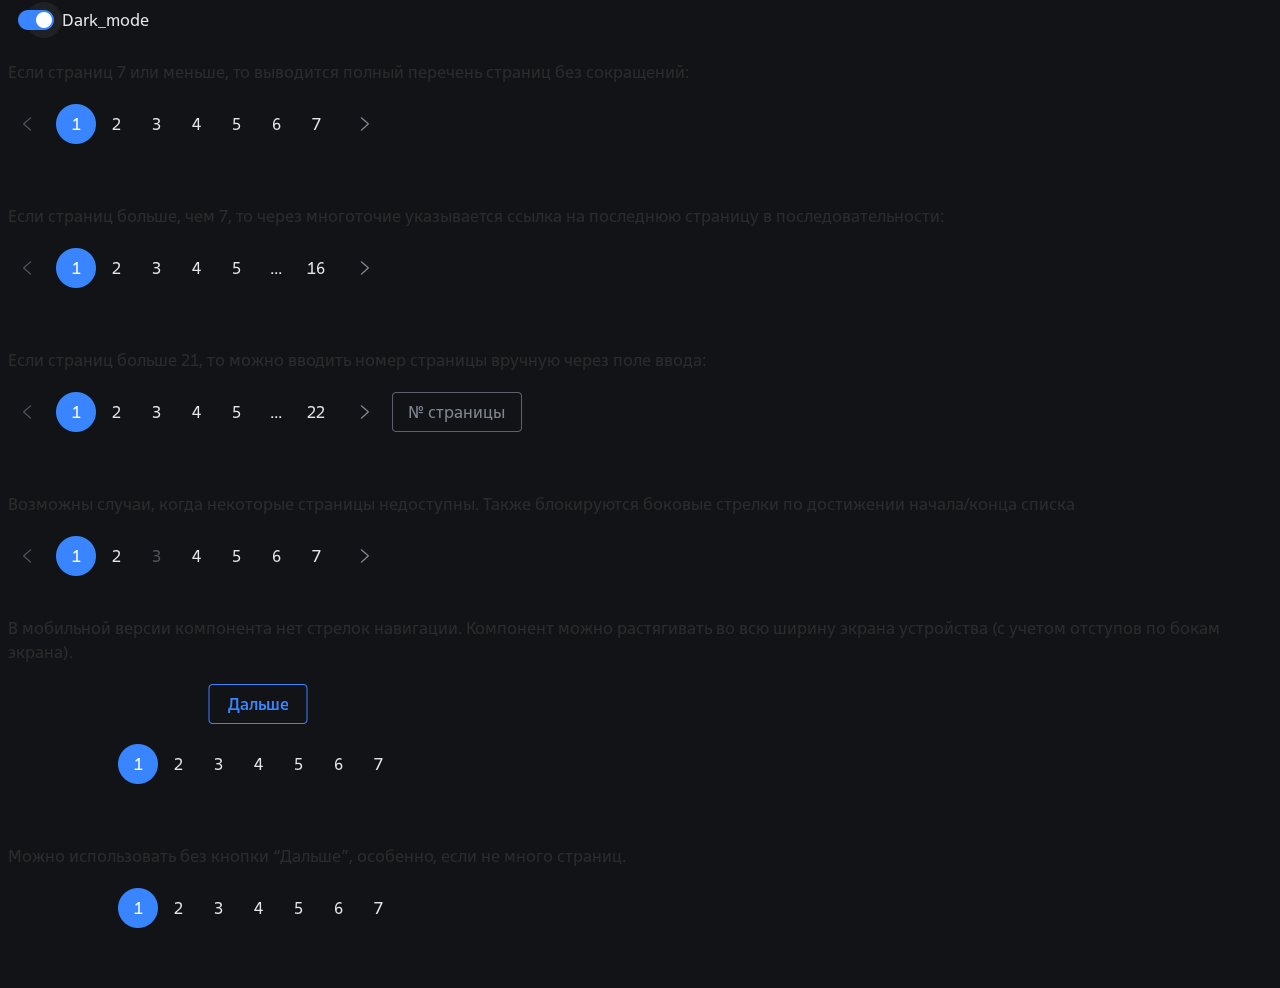 Dark_mode
Если страниц 7 или меньше, то выводится полный перечень страниц без сокращений:
1 2 3 4 5 6 7
Если страниц больше, чем 7, то через многоточие указывается ссылка на последнюю страницу в последовательности:
1 2 3 4 5 ... 16
Если страниц больше 21, то можно вводить номер страницы вручную через поле ввода:
1 2 3 4 5 ... 22 № страницы
Возможны случаи, когда некоторые страницы недоступны. Также блокируются боковые стрелки по достижении начала/конца списка
1 2 3 4 5 6 7
В мобильной версии компонента нет стрелок навигации. Компонент можно растягивать во всю ширину экрана устройства (с учетом отступов по бокам
экрана).
Дальше
1 2 3 4 5 6 7
Можно использовать без кнопки “Дальше”, особенно, если не много страниц.
1 2 3 4 5 6 7